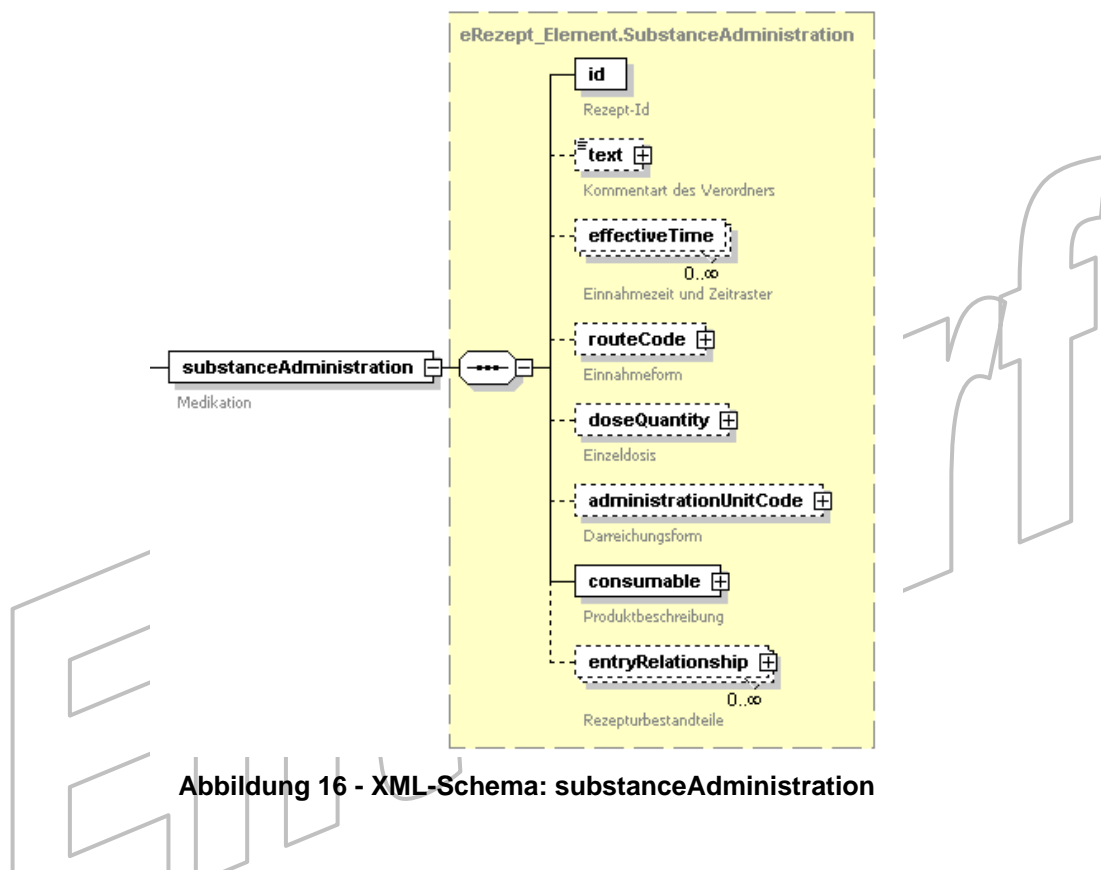 eRezept_Element.SubstanceAdministration
id
Rezept-Id
text
Kommentart des Verordners
effectiveTime
0..∞
Einnahmezeit und Zeitraster
routeCode
Einnahmeform
substanceAdministration
Medikation
doseQuantity
Einzeldosis
administrationUnitCode
Darreichungsform
consumable
Produktbeschreibung
entryRelationship
0..∞
Rezepturbestandteile
Abbildung 16 - XML-Schema: substanceAdministration